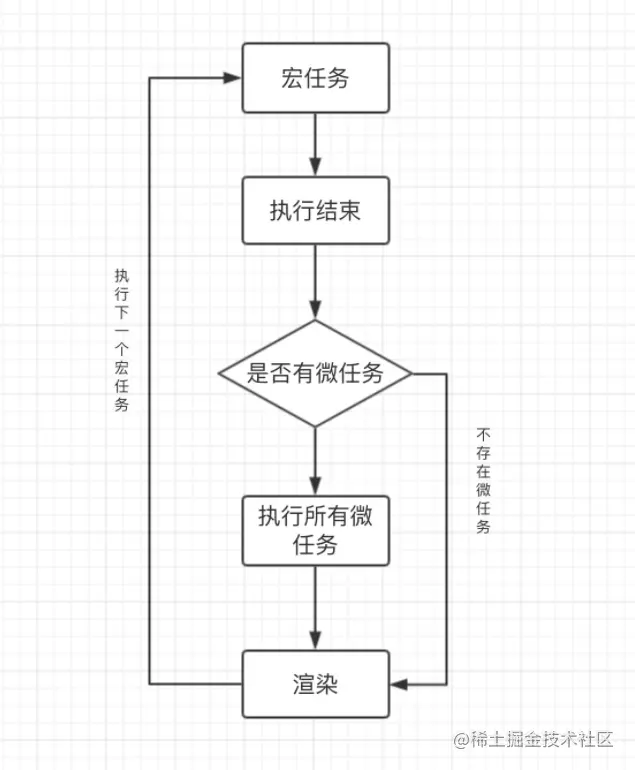 宏任务
执行结束
执行下一个宏任务
是否有微任务
不存在微任务
执行所有微
任务
渲染
@稀土掘金技术社区